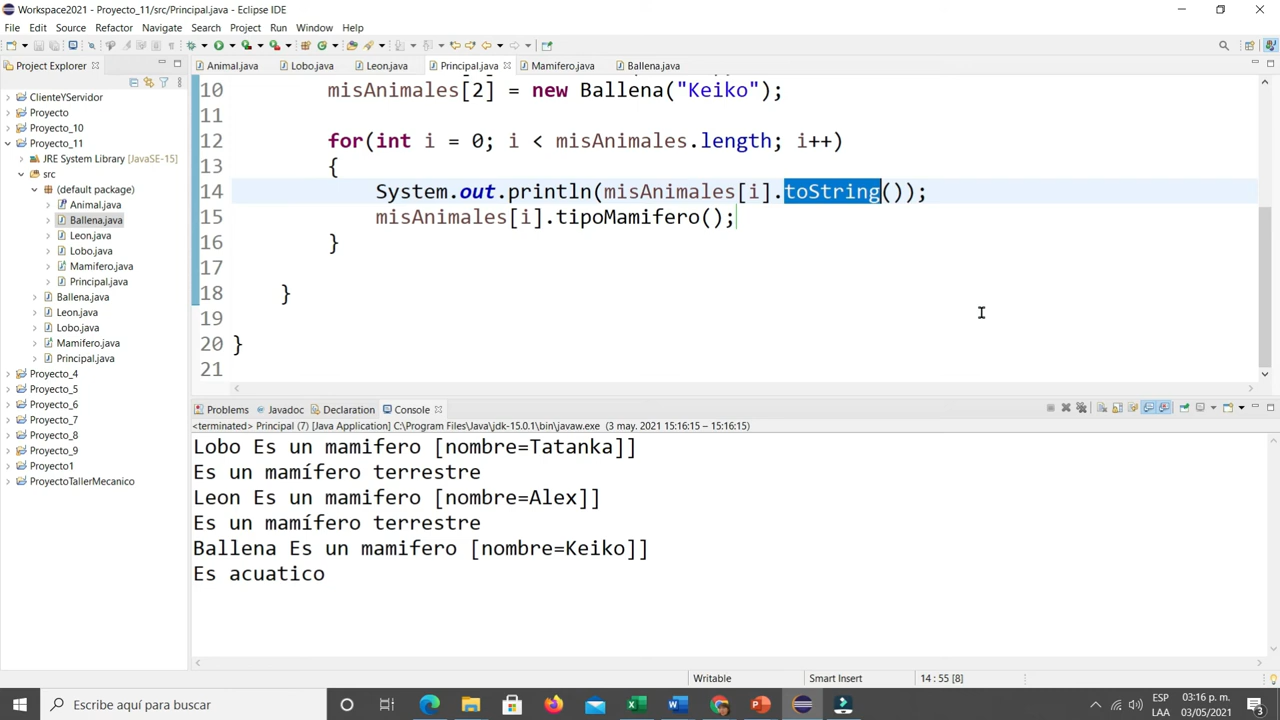 Workspace2021 - Proyecto_11/src/Principal.java - Eclipse IDE
File Edit Source Refactor Navigate Search Project Run Window Help
Project Explorer
Animal.java Lobo.java Leon.java Principal.java Mamifero.java Ballena.java
ClienteYServidor
Proyecto
Proyecto_10
Proyecto_11
JRE System Library [JavaSE-15]
src
(default package)
Animal.java
Ballena.java
Leon.java
Lobo.java
Mamifero.java
Principal.java
Ballena.java
Leon.java
Lobo.java
Mamifero.java
Principal.java
Proyecto_4
Proyecto_5
Proyecto_6
Proyecto_7
Proyecto_8
Proyecto_9
Proyecto1
ProyectoTallerMecanico
10 misAnimales[2] = new Ballena("Keiko");
11
12 for(int i = 0; i < misAnimales.length; i++)
13 {
14 System.out.println(misAnimales[i].toString());
15 misAnimales[i].tipoMamifero();
16 }
17
18 }
19
20 }
21
Problems Javadoc Declaration Console
<terminated> Principal (7) [Java Application] C:\Program Files\Java\jdk-15.0.1\bin\javaw.exe (3 may. 2021 15:16:15 – 15:16:15)
Lobo Es un mamifero [nombre=Tatanka]]
Es un mamífero terrestre
Leon Es un mamifero [nombre=Alex]]
Es un mamífero terrestre
Ballena Es un mamifero [nombre=Keiko]]
Es acuatico
Writable Smart Insert 14 : 55 [8]
Escribe aquí para buscar
ESP 03:16 p. m.
LAA 03/05/2021
3